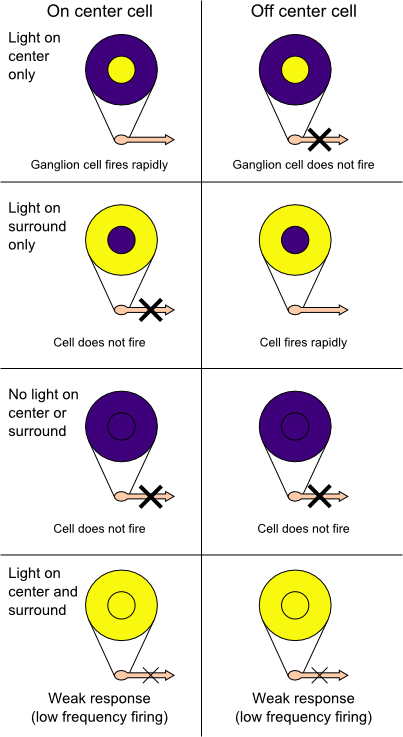 On center cell
Off center cell
Light on
center
only
Ganglion cell fires rapidly
Ganglion cell does not fire
Light on
surround
only
Cell does not fire
Cell fires rapidly
No light on
center or
surround
Cell does not fire
Cell does not fire
Light on
center and
surround
Weak response
(low frequency firing)
Weak response
(low frequency firing)